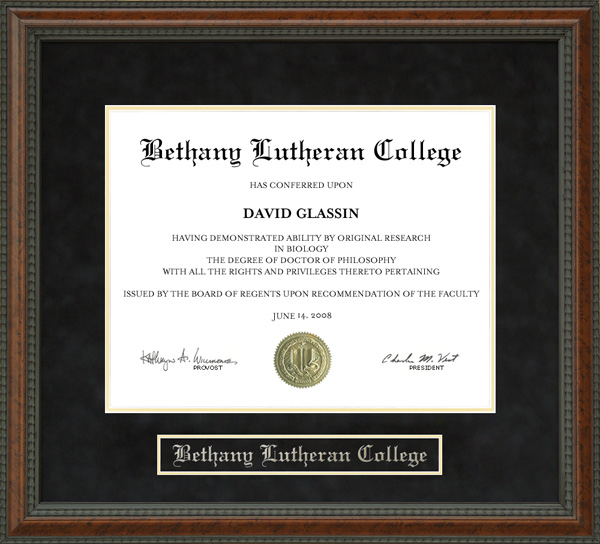 Bethany Lutheran College
HAS CONFERRED UPON
DAVID GLASSIN
HAVING DEMONSTRATED ABILITY BY ORIGINAL RESEARCH
IN BIOLOGY
THE DEGREE OF DOCTOR OF PHILOSOPHY
WITH ALL THE RIGHTS AND PRIVILEGES THERETO PERTAINING
ISSUED BY THE BOARD OF REGENTS UPON RECOMMENDATION OF THE FACULTY
JUNE 14, 2008
Charles M. Vest
PROVOST PRESIDENT
Bethany Lutheran College